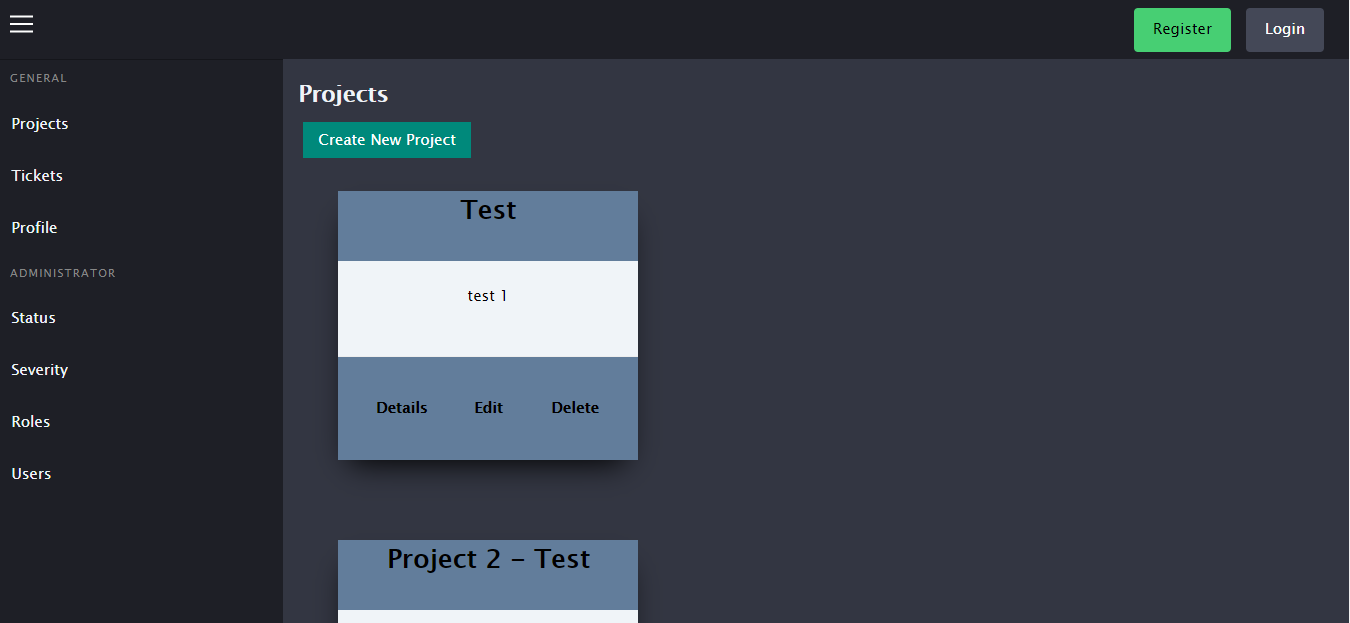 Register Login
GENERAL
Projects
Tickets
Profile
ADMINISTRATOR
Status
Severity
Roles
Users
Projects
Create New Project
Test
test 1
Details Edit Delete
Project 2 - Test